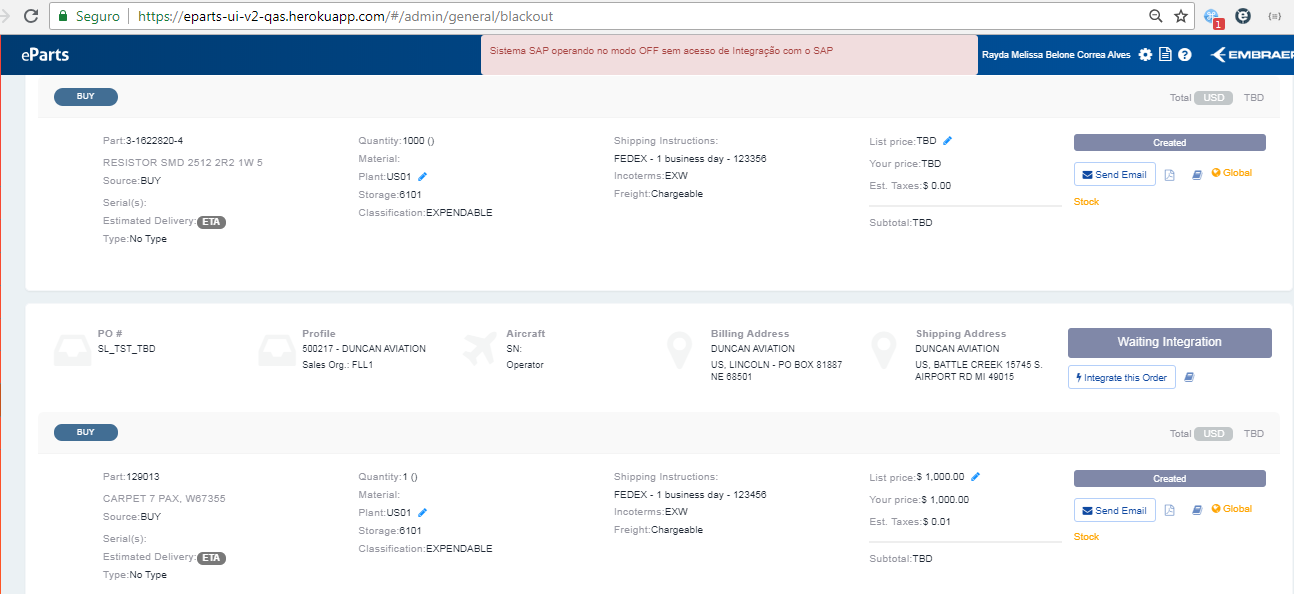 Seguro
https://eparts-ui-v2-qas.herokuapp.com/#/admin/general/blackout
1
eParts
Sistema SAP operando no modo OFF sem acesso de Integração com o SAP
Rayda Melissa Belone Correa Alves
EMBRAER
BUY
Total USD TBD
Part:3-1622820-4
RESISTOR SMD 2512 2R2 1W 5
Source:BUY
Serial(s):
Estimated Delivery: ETA
Type:No Type
Quantity:1000 ()
Material:
Plant:US01
Storage:6101
Classification:EXPENDABLE
Shipping Instructions:
FEDEX - 1 business day - 123356
Incoterms:EXW
Freight:Chargeable
List price:TBD
Your price:TBD
Est. Taxes:$ 0.00
Subtotal:TBD
Created
Send Email
Global
Stock
PO #
SL_TST_TBD
Profile
500217 - DUNCAN AVIATION
Sales Org.: FLL1
Aircraft
SN:
Operator
Billing Address
DUNCAN AVIATION
US, LINCOLN - PO BOX 81887
NE 68501
Shipping Address
DUNCAN AVIATION
US, BATTLE CREEK 15745 S.
AIRPORT RD MI 49015
Waiting Integration
Integrate this Order
BUY
Total USD TBD
Part:129013
CARPET 7 PAX, W67355
Source:BUY
Serial(s):
Estimated Delivery: ETA
Type:No Type
Quantity:1 ()
Material:
Plant:US01
Storage:6101
Classification:EXPENDABLE
Shipping Instructions:
FEDEX - 1 business day - 123456
Incoterms:EXW
Freight:Chargeable
List price:$ 1,000.00
Your price:$ 1,000.00
Est. Taxes:$ 0.01
Subtotal:TBD
Created
Send Email
Global
Stock